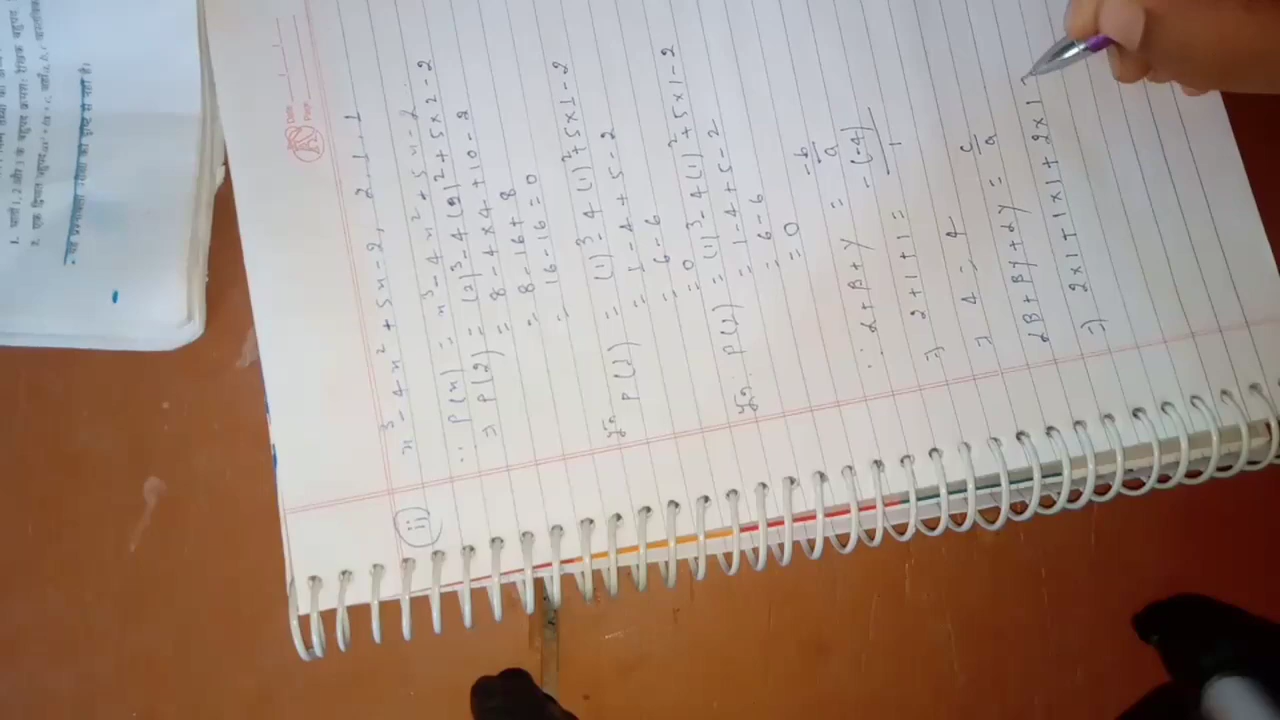 (ii) x³-4x²+5x-2, 2, 1, 1
∴ P(x) = x³-4x²+5x-2
⇒ P(2) = (2)³-4(2)²+5×2-2
= 8-4×4+10-2
= 8-16+8
= 16-16=0
पुनः P(1) = (1)³-4(1)²+5×1-2
= 1-4+5-2
= 6-6
= 0
पुनः P(1) = (1)³-4(1)²+5×1-2
= 1-4+5-2
= 6-6
= 0
∴ α+β+γ = -b/a
⇒ 2+1+1 = -(-4)/1
⇒ 4 = 4
αβ+βγ+αγ = c/a
⇒ 2×1+1×1+2×1